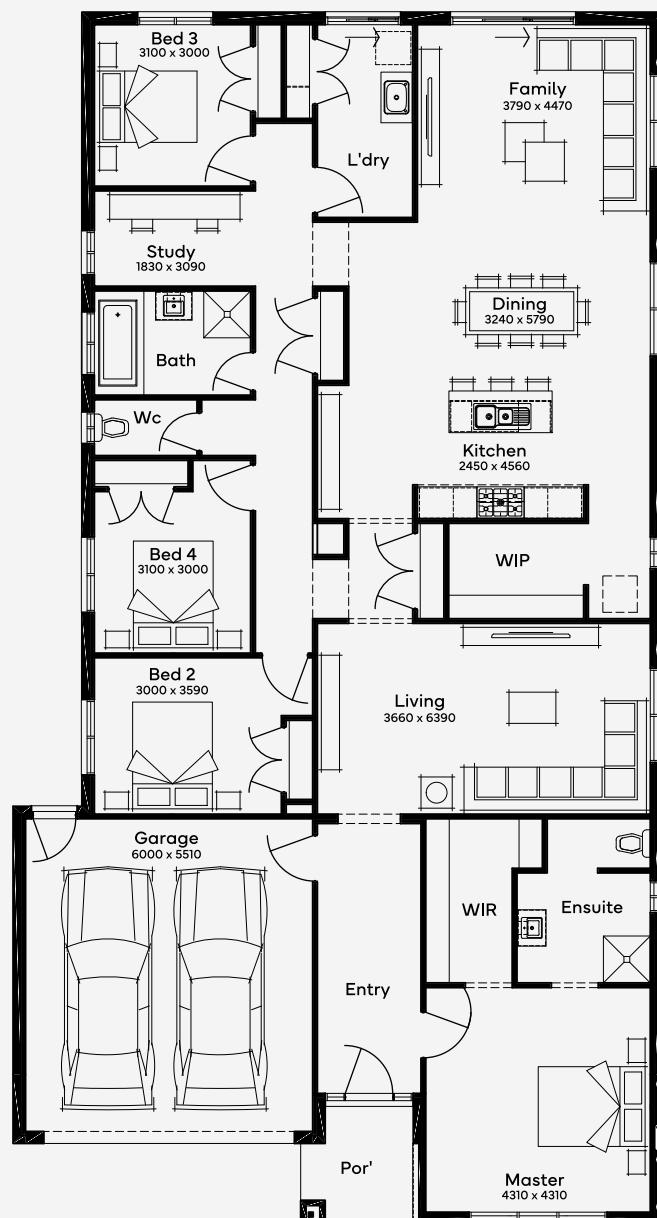 Bed 3
3100 x 3000
Family
3790 x 4470
L'dry
Study
1830 x 3090
Dining
3240 x 5790
Bath
Wc
Kitchen
2450 x 4560
Bed 4
3100 x 3000
WIP
Bed 2
3000 x 3590
Living
3660 x 6390
Garage
6000 x 5510
WIR
Ensuite
Entry
Por'
Master
4310 x 4310